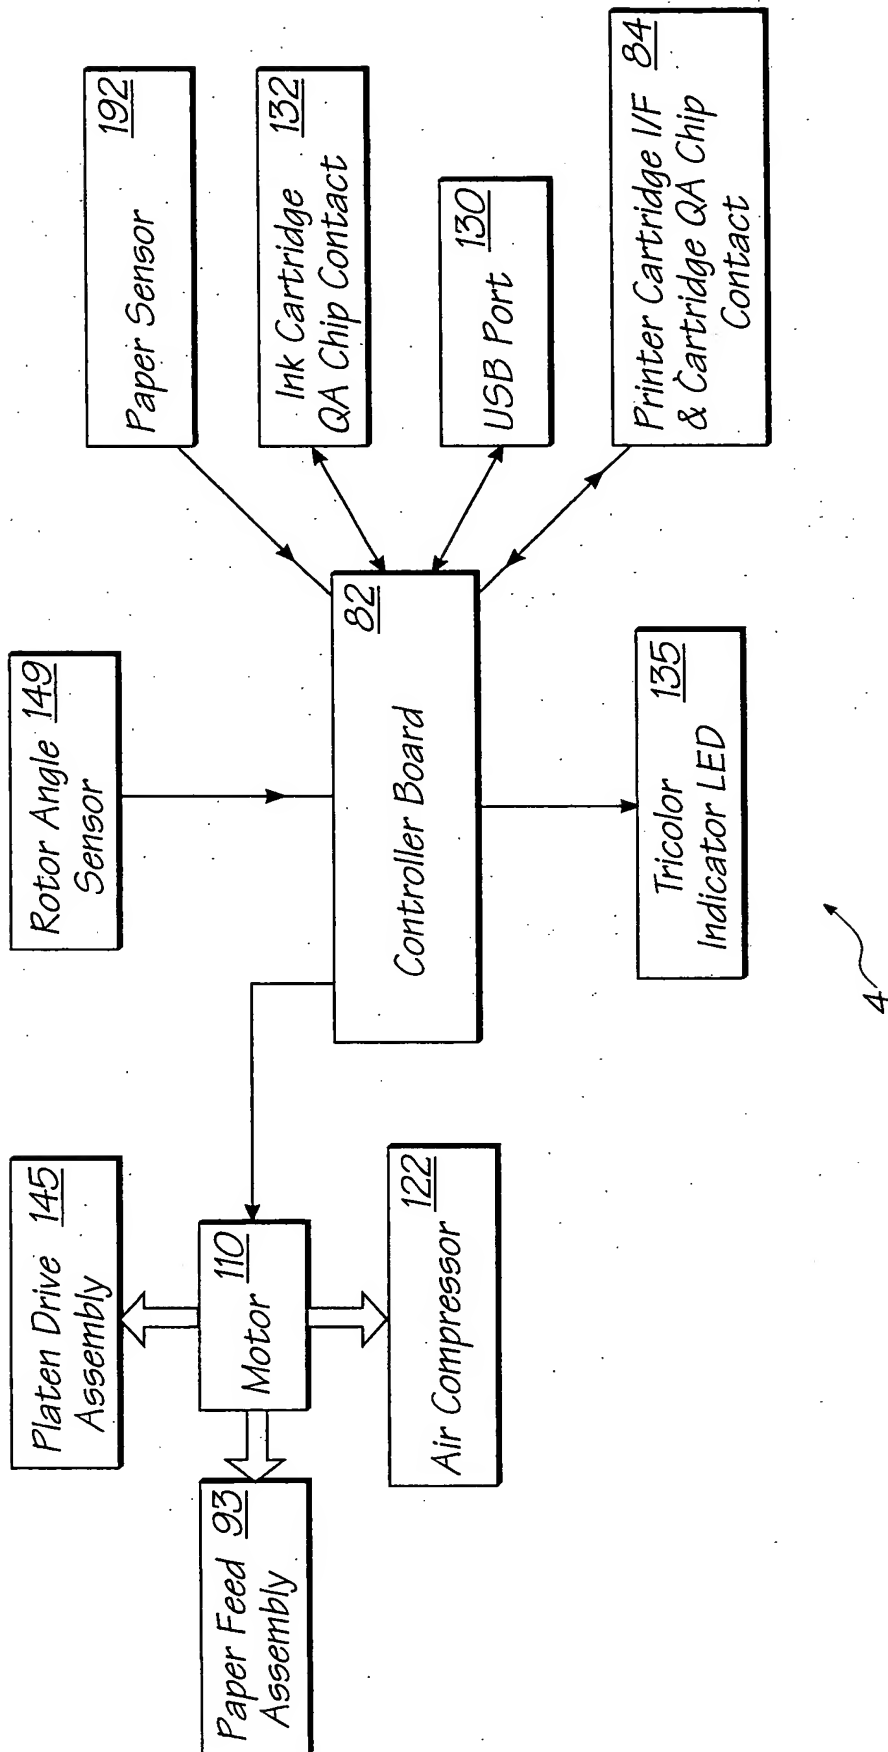 Paper Feed 93
Assembly
Platen Drive 145
Assembly
110
Motor
122
Air Compressor
Rotor Angle 149
Sensor
82
Controller Board
135
Tricolor
Indicator LED
192
Paper Sensor
132
Ink Cartridge
QA Chip Contact
130
USB Port
Printer Cartridge I/F 84
& Cartridge QA Chip
Contact
4